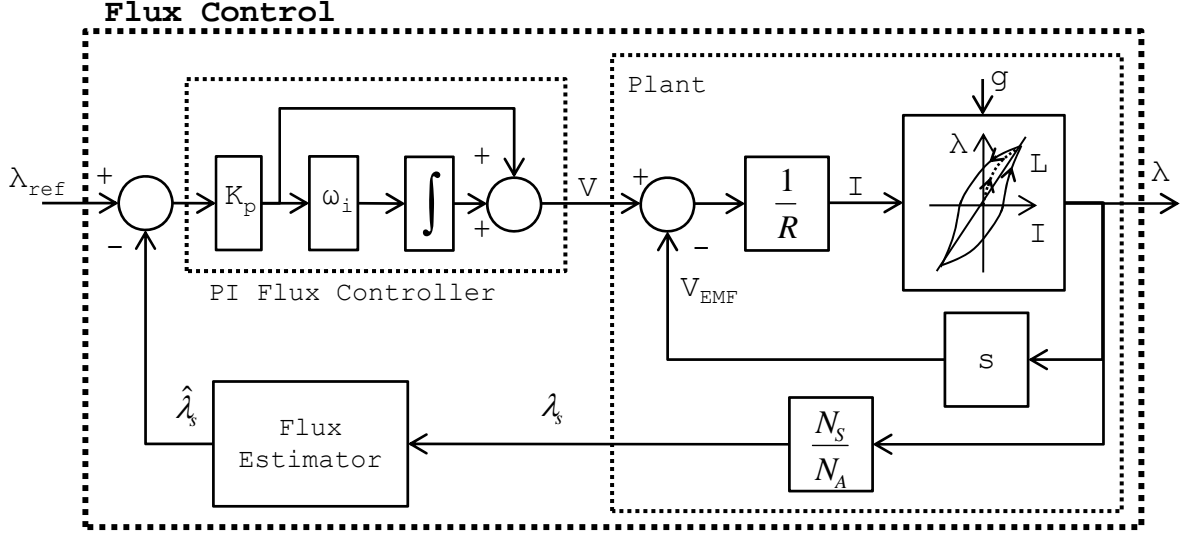 Flux Control
Plant
g
λ
L
I
λref
+
-
Kp
ωi
∫
+
+
V
+
-
1
R
I
λ
PI Flux Controller
VEMF
s
λ̂s
Flux
Estimator
λs
NS
NA